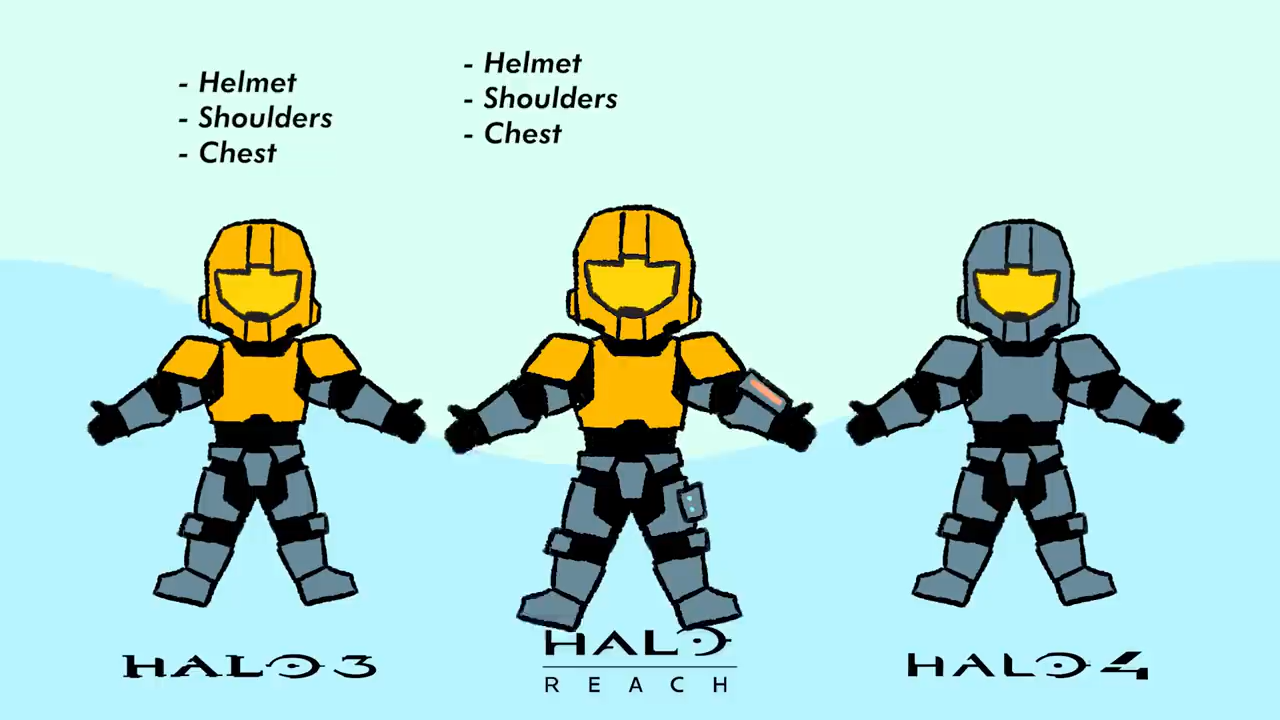 - Helmet
- Shoulders
- Chest
- Helmet
- Shoulders
- Chest
HALO 3
HALO
REACH
HALO 4